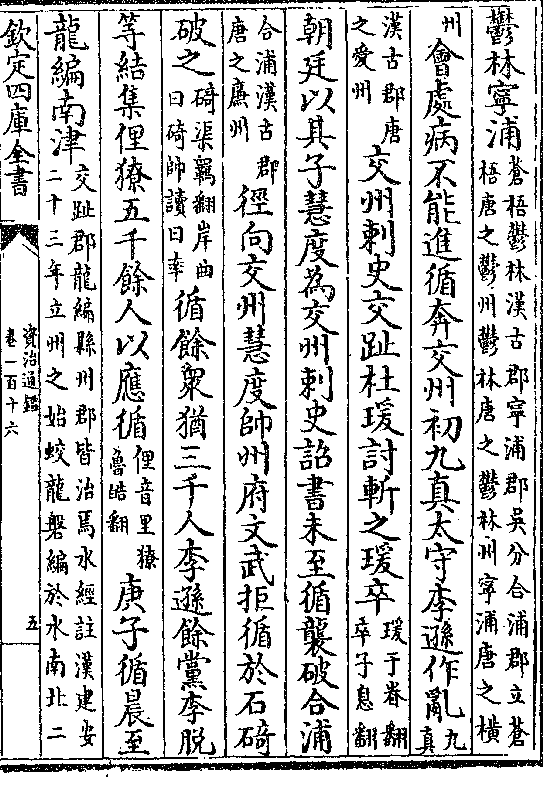 鬱林寧浦蒼梧鬱林漢古郡寧浦郡吳分合浦郡立蒼
梧唐之鬱州鬱林唐之鬱林州寧浦唐之橫
州會處病不能進循奔交州初九真太守李遜作亂九真
漢古郡唐
之愛州交州刺史交趾杜瑗討斬之瑗卒瑗于眷翻
卒子恤翻
朝廷以其子慧度為交州刺史詔書未至循襲破合浦
合浦漢古郡
唐之廉州徑向交州慧度帥州府文武拒循於石碕
破之碕渠羈翻岸曲
曰碕帥讀曰率循餘衆猶三千人李遜餘黨李脫
等結集俚獠五千餘人以應循俚音里獠
魯皓翻庚子循晨至
龍編南津交趾郡龍編縣州郡皆治焉水經註漢建安
二十三年立州之始蛟龍磐編於水南北二
欽定四庫全書
資治通鑑
卷一百十六
五